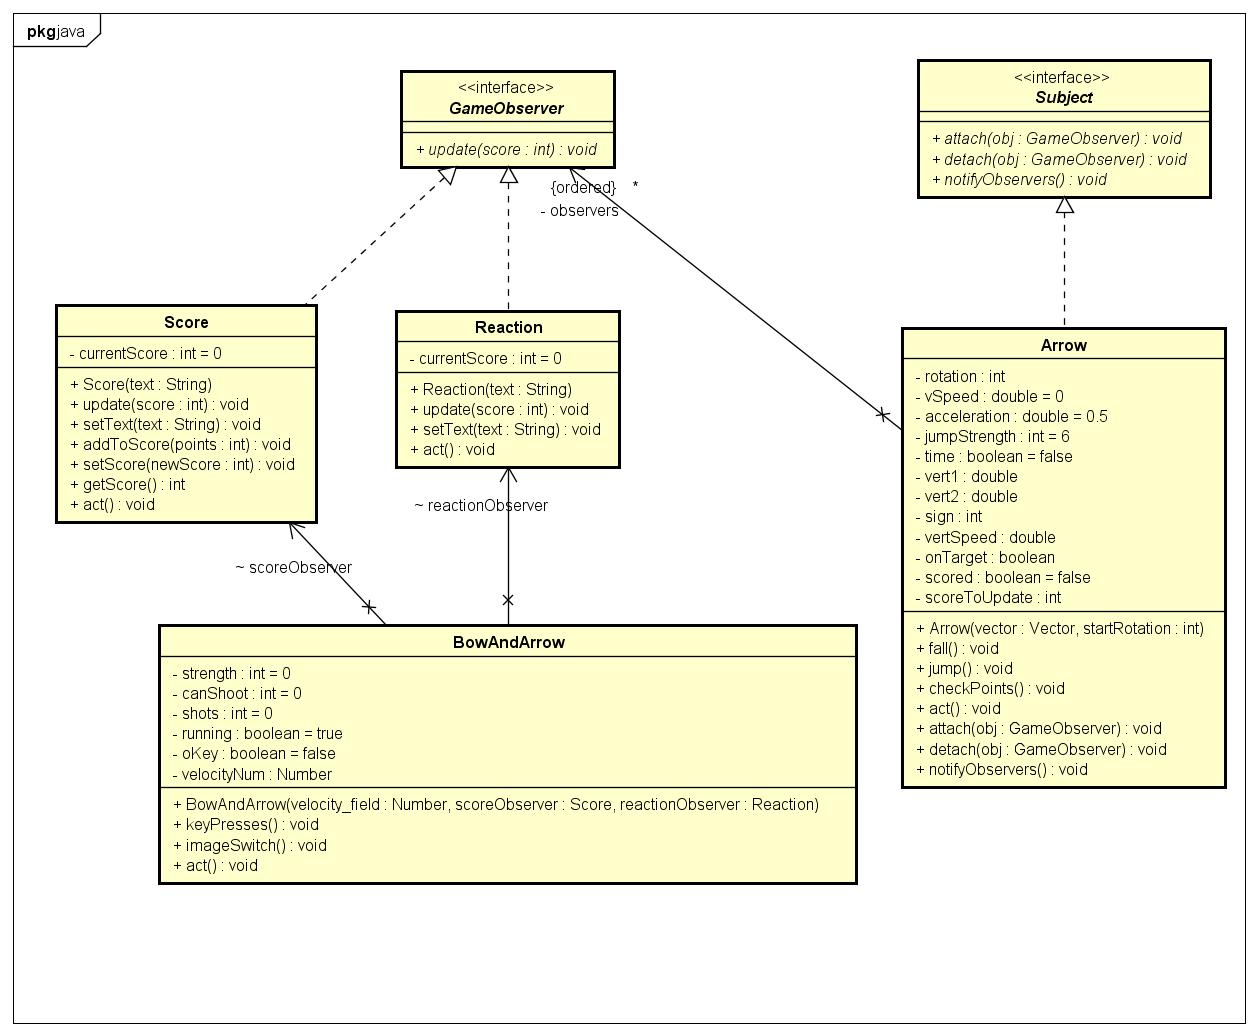 pkg java
<<interface>>
GameObserver
+ update(score : int) : void
<<interface>>
Subject
+ attach(obj : GameObserver) : void
+ detach(obj : GameObserver) : void
+ notifyObservers() : void
{ordered} *
- observers
Score
- currentScore : int = 0
+ Score(text : String)
+ update(score : int) : void
+ setText(text : String) : void
+ addToScore(points : int) : void
+ setScore(newScore : int) : void
+ getScore() : int
+ act() : void
Reaction
- currentScore : int = 0
+ Reaction(text : String)
+ update(score : int) : void
+ setText(text : String) : void
+ act() : void
Arrow
- rotation : int
- vSpeed : double = 0
- acceleration : double = 0.5
- jumpStrength : int = 6
- time : boolean = false
- vert1 : double
- vert2 : double
- sign : int
- vertSpeed : double
- onTarget : boolean
- scored : boolean = false
- scoreToUpdate : int
+ Arrow(vector : Vector, startRotation : int)
+ fall() : void
+ jump() : void
+ checkPoints() : void
+ act() : void
+ attach(obj : GameObserver) : void
+ detach(obj : GameObserver) : void
+ notifyObservers() : void
~ reactionObserver
~ scoreObserver
BowAndArrow
- strength : int = 0
- canShoot : int = 0
- shots : int = 0
- running : boolean = true
- oKey : boolean = false
- velocityNum : Number
+ BowAndArrow(velocity_field : Number, scoreObserver : Score, reactionObserver : Reaction)
+ keyPresses() : void
+ imageSwitch() : void
+ act() : void